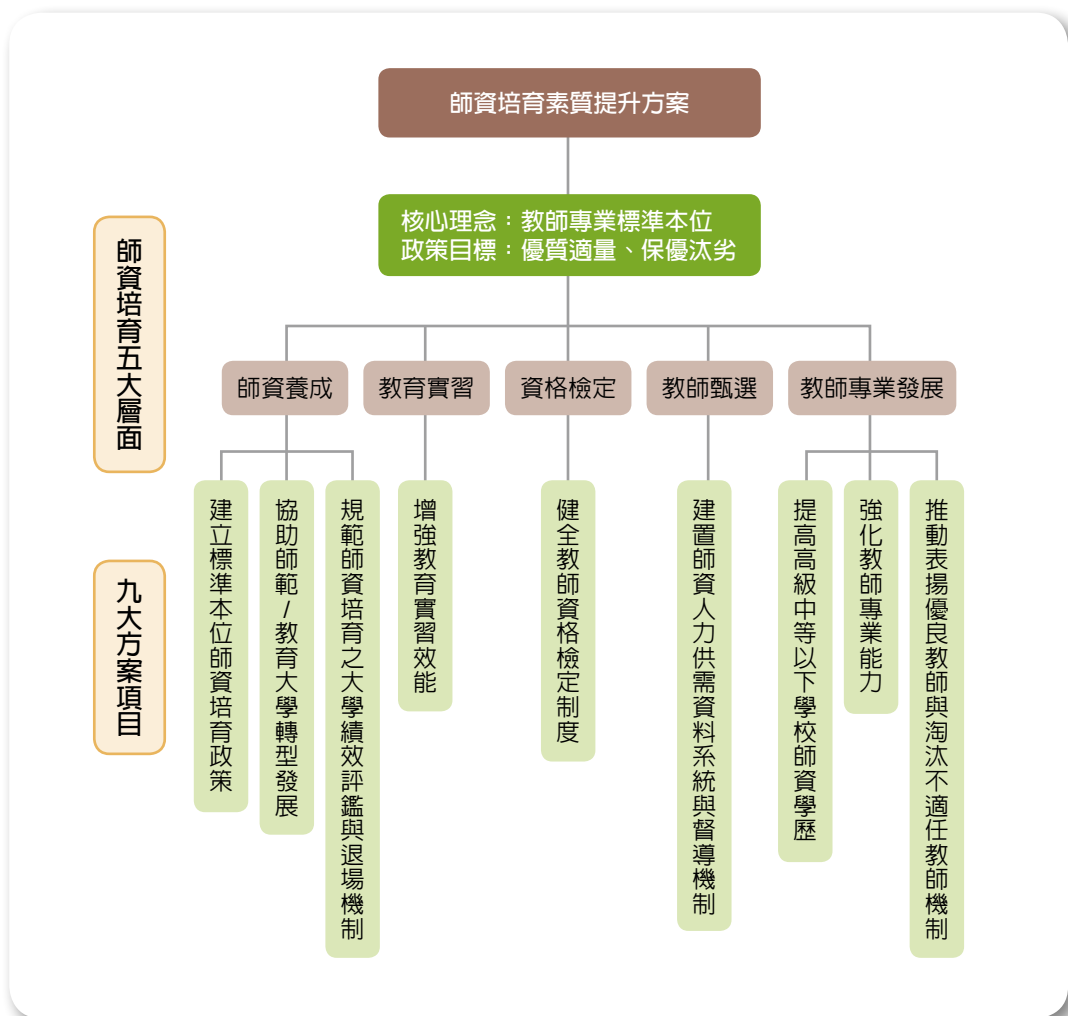 師資培育素質提升方案
核心理念：教師專業標準本位
政策目標：優質適量、保優汰劣
師資培育五大層面
師資養成
教育實習
資格檢定
教師甄選
教師專業發展
九大方案項目
建立標準本位師資培育政策
協助師範/教育大學轉型發展
規範師資培育之大學績效評鑑與退場機制
增強教育實習效能
健全教師資格檢定制度
建置師資人力供需資料系統與督導機制
提高高級中等以下學校師資學歷
強化教師專業能力
推動表揚優良教師與淘汰不適任教師機制